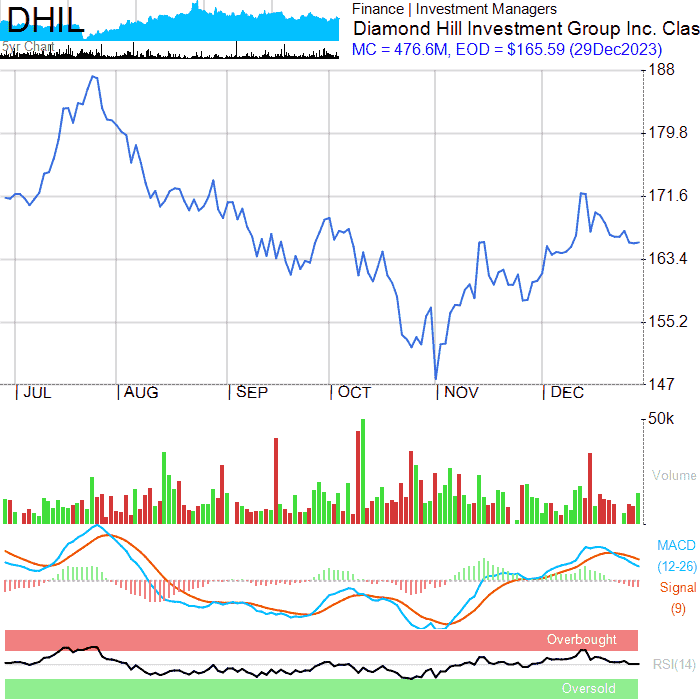 DHIL
5yr Chart
Finance | Investment Managers
Diamond Hill Investment Group Inc. Clas
MC = 476.6M, EOD = $165.59 (29Dec2023)
188
179.8
171.6
163.4
155.2
147
JUL AUG SEP OCT NOV DEC
50k
Volume
MACD
(12-26)
Signal
(9)
Overbought
RSI(14)
Oversold